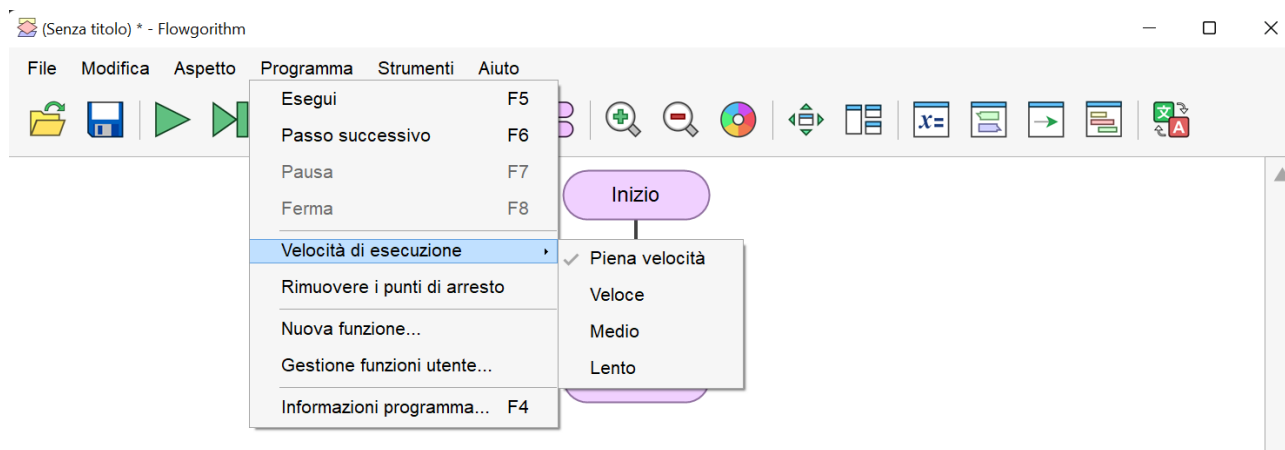 (Senza titolo) * - Flowgorithm
File Modifica Aspetto Programma Strumenti Aiuto
Esegui F5
Passo successivo F6
Pausa F7
Ferma F8
Velocità di esecuzione
Rimuovere i punti di arresto
Nuova funzione...
Gestione funzioni utente...
Informazioni programma... F4
Piena velocità
Veloce
Medio
Lento
Inizio
x=
文 A